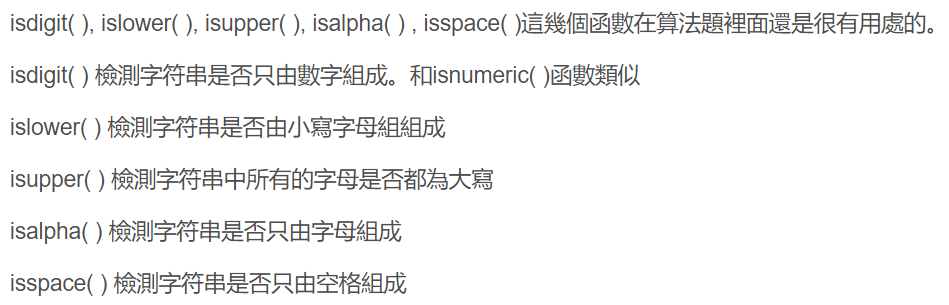 isdigit( ), islower( ), isupper( ), isalpha( ) , isspace( )這幾個函數在算法題裡面還是很有用處的。
isdigit( ) 檢測字符串是否只由數字組成。和isnumeric( )函數類似
islower( ) 檢測字符串是否由小寫字母組組成
isupper( ) 檢測字符串中所有的字母是否都為大寫
isalpha( ) 檢測字符串是否只由字母組成
isspace( ) 檢測字符串是否只由空格組成